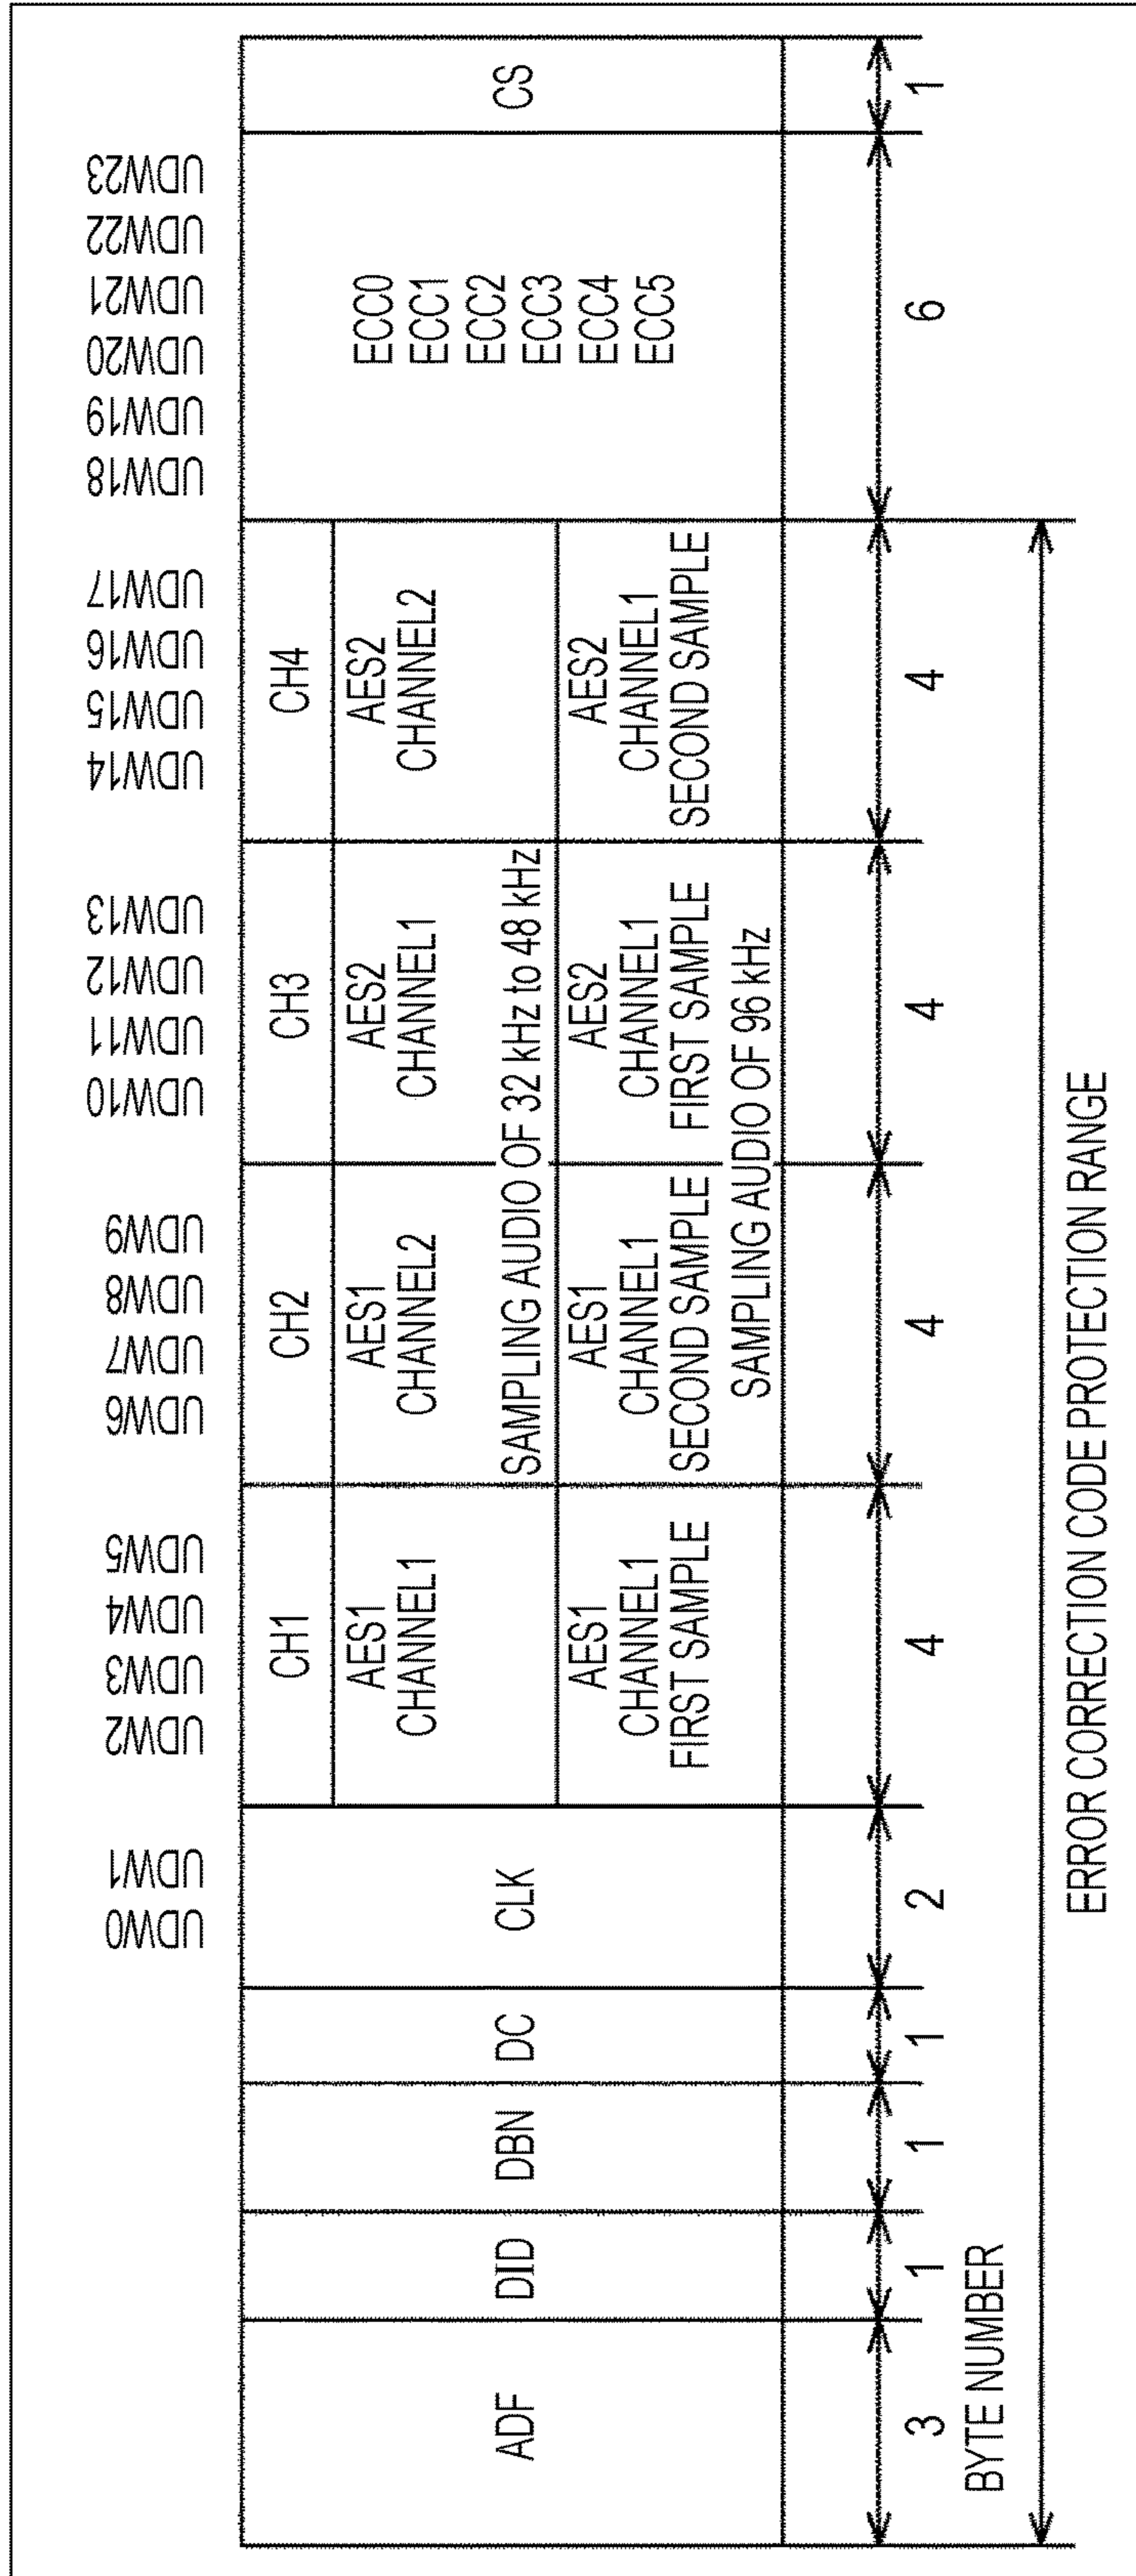 UDW0
UDW1
UDW2
UDW3
UDW4
UDW5
UDW6
UDW7
UDW8
UDW9
UDW10
UDW11
UDW12
UDW13
UDW14
UDW15
UDW16
UDW17
UDW18
UDW19
UDW20
UDW21
UDW22
UDW23
ADF
DID
DBN
DC
CLK
CH1
CH2
CH3
CH4
AES1
CHANNEL1
AES1
CHANNEL2
AES2
CHANNEL1
AES2
CHANNEL2
SAMPLING AUDIO OF 32 kHz to 48 kHz
AES1
CHANNEL1
FIRST SAMPLE
AES1
CHANNEL1
SECOND SAMPLE
AES2
CHANNEL1
FIRST SAMPLE
AES2
CHANNEL1
SECOND SAMPLE
SAMPLING AUDIO OF 96 kHz
ECC0
ECC1
ECC2
ECC3
ECC4
ECC5
CS
3
1
1
1
2
4
4
4
4
6
1
BYTE NUMBER
ERROR CORRECTION CODE PROTECTION RANGE